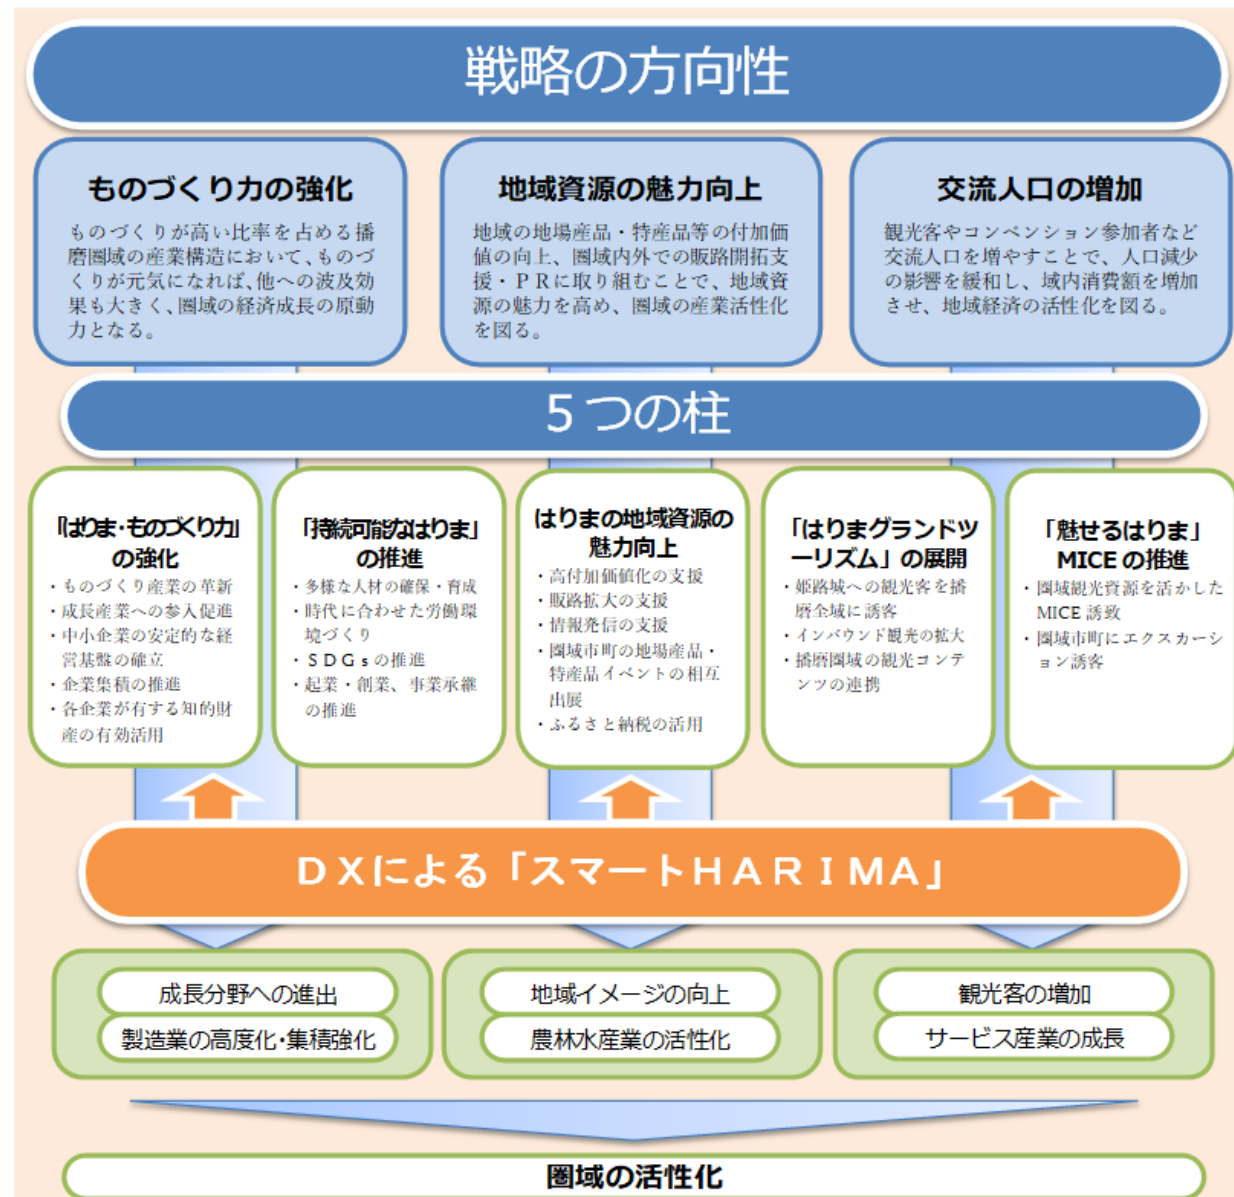 戦略の方向性
ものづくり力の強化
ものづくりが高い比率を占める播
磨圏域の産業構造において、ものづ
くりが元気になれば、他への波及効
果も大きく、圏域の経済成長の原動
力となる。
地域資源の魅力向上
地域の地場産品・特産品等の付加価
値の向上、圏域内外での販路開拓支
援・PRに取り組むことで、地域資
源の魅力を高め、圏域の産業活性化
を図る。
交流人口の増加
観光客やコンベンション参加者など
交流人口を増やすことで、人口減少
の影響を緩和し、域内消費額を増加
させ、地域経済の活性化を図る。
5つの柱
「はりま・ものづくり力」
の強化
・ものづくり産業の革新
・成長産業への参入促進
・中小企業の安定的な経
営基盤の確立
・企業集積の推進
・各企業が有する知的財
産の有効活用
「持続可能なはりま」
の推進
・多様な人材の確保・育成
・時代に合わせた労働環
境づくり
・SDGsの推進
・起業・創業、事業承継
の推進
はりまの地域資源の
魅力向上
・高付加価値化の支援
・販路拡大の支援
・情報発信の支援
・圏域市町の地場産品・
特産品イベントの相互
出展
・ふるさと納税の活用
「はりまグランドツ
ーリズム」の展開
・姫路城への観光客を播
磨全域に誘客
・インバウンド観光の拡大
・播磨圏域の観光コンテ
ンツの連携
「魅せるはりま」
MICEの推進
・圏域観光資源を活かした
MICE誘致
・圏域市町にエクスカーシ
ョン誘客
DXによる「スマートHARIMA」
成長分野への進出
製造業の高度化・集積強化
地域イメージの向上
農林水産業の活性化
観光客の増加
サービス産業の成長
圏域の活性化